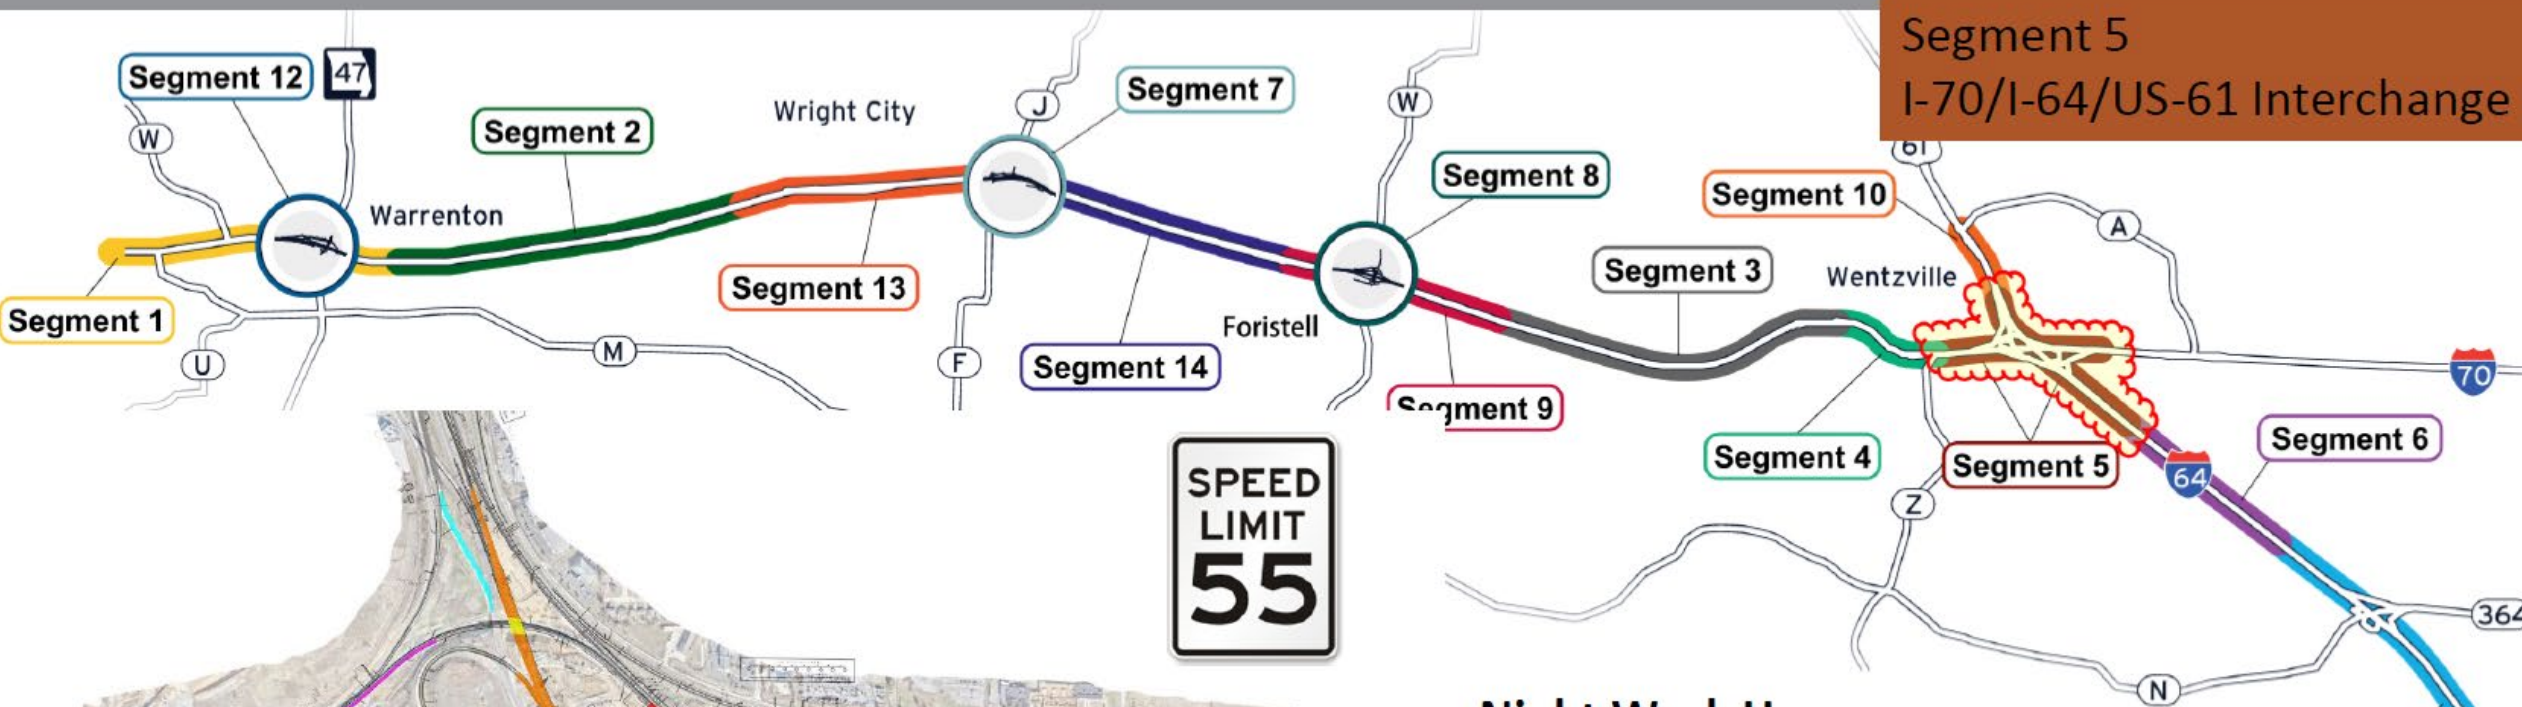 Segment 5
I-70/I-64/US-61 Interchange
Segment 12
47
W
Segment 2
Wright City
J
Segment 7
W
Segment 8
Segment 10
61
A
Warrenton
Segment 1
U
M
Segment 13
F
Segment 14
Foristell
Segment 9
Segment 3
Wentzville
70
Segment 4
Segment 5
64
Segment 6
Z
364
N
SPEED
LIMIT
55